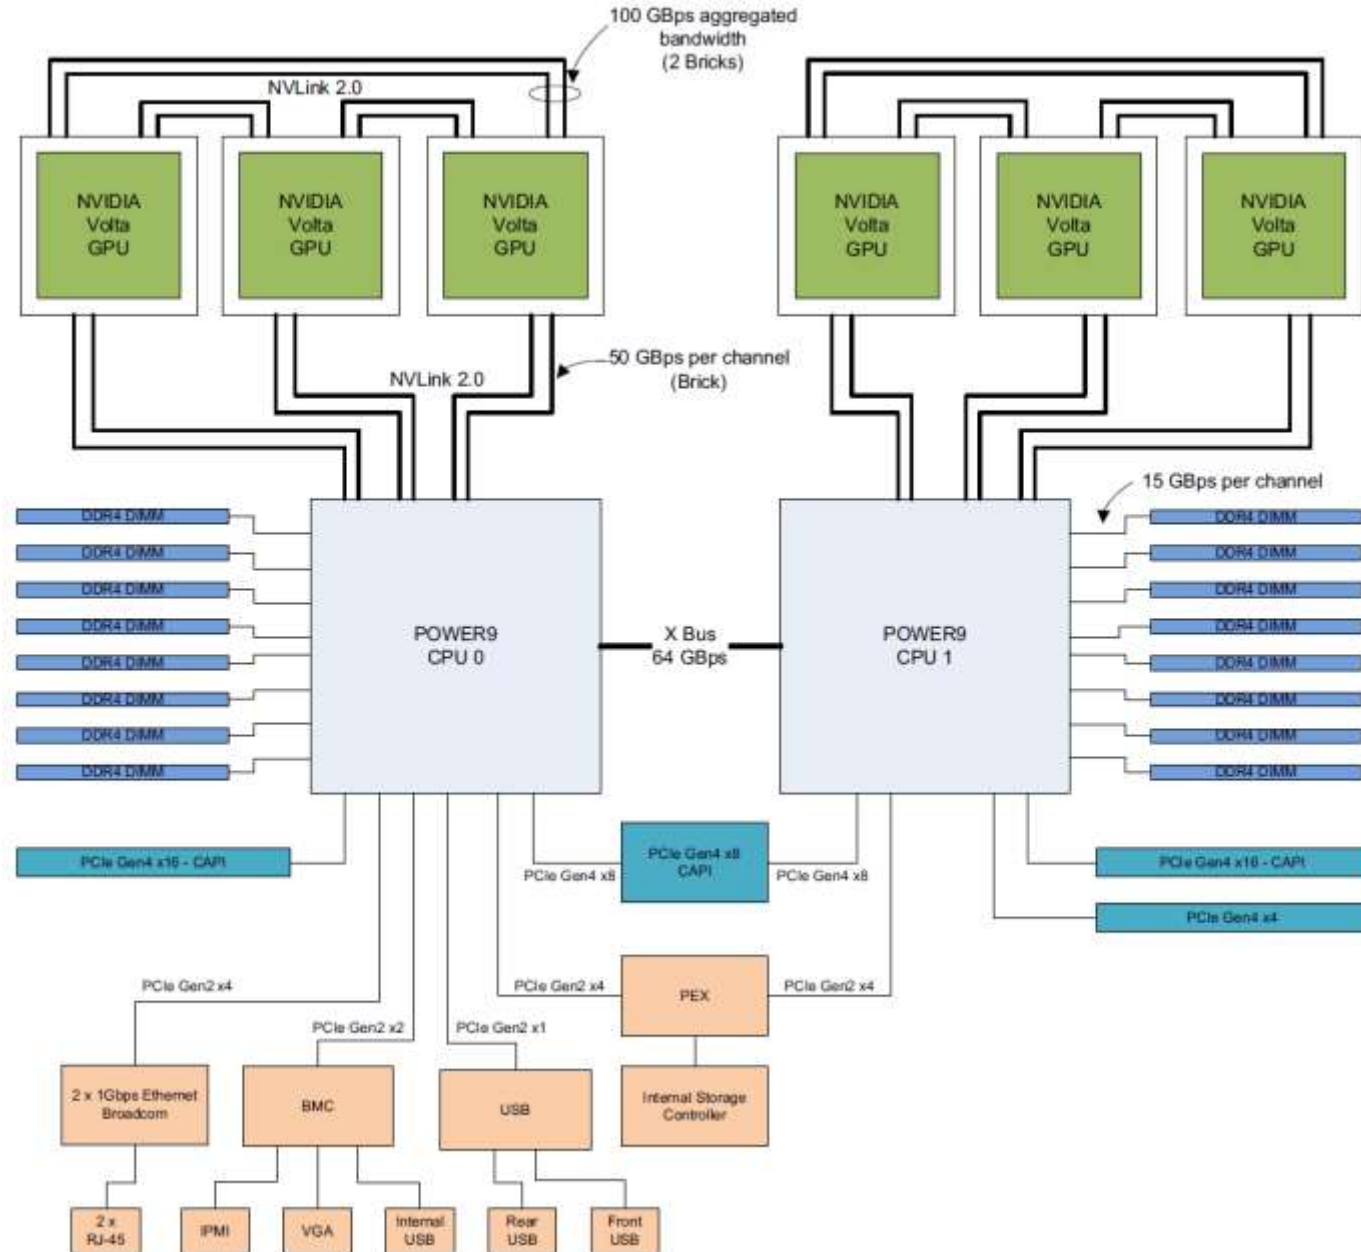 100 GBps aggregated
bandwidth
(2 Bricks)
NVLink 2.0
NVIDIA
Volta
GPU
NVIDIA
Volta
GPU
NVIDIA
Volta
GPU
NVIDIA
Volta
GPU
NVIDIA
Volta
GPU
NVIDIA
Volta
GPU
50 GBps per channel
(Brick)
NVLink 2.0
15 GBps per channel
DDR4 DIMM
DDR4 DIMM
DDR4 DIMM
DDR4 DIMM
DDR4 DIMM
DDR4 DIMM
DDR4 DIMM
DDR4 DIMM
POWER9
CPU 0
X Bus
64 GBps
POWER9
CPU 1
DDR4 DIMM
DDR4 DIMM
DDR4 DIMM
DDR4 DIMM
DDR4 DIMM
DDR4 DIMM
DDR4 DIMM
DDR4 DIMM
PCIe Gen4 x16 - CAPI
PCIe Gen4 x8
PCIe Gen4 x8
CAPI
PCIe Gen4 x8
PCIe Gen4 x16 - CAPI
PCIe Gen4 x4
PCIe Gen2 x4
PCIe Gen2 x4
PEX
PCIe Gen2 x4
PCIe Gen2 x2
PCIe Gen2 x1
2 x 1Gbps Ethernet
Broadcom
BMC
USB
Internal Storage
Controller
2 x
RJ-45
IPMI
VGA
Internal
USB
Rear
USB
Front
USB